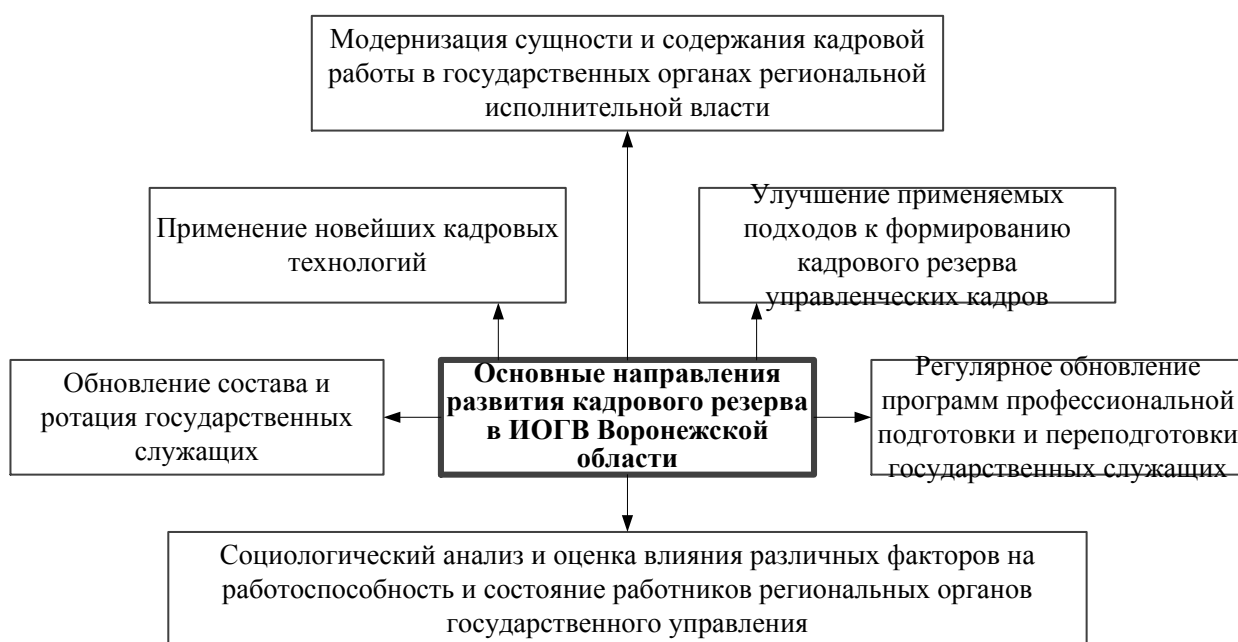 Модернизация сущности и содержания кадровой
работы в государственных органах региональной
исполнительной власти
Применение новейших кадровых
технологий
Улучшение применяемых
подходов к формированию
кадрового резерва
управленческих кадров
Обновление состава и
ротация государственных
служащих
Основные направления
развития кадрового резерва
в ИОГВ Воронежской
области
Регулярное обновление
программ профессиональной
подготовки и переподготовки
государственных служащих
Социологический анализ и оценка влияния различных факторов на
работоспособность и состояние работников региональных органов
государственного управления